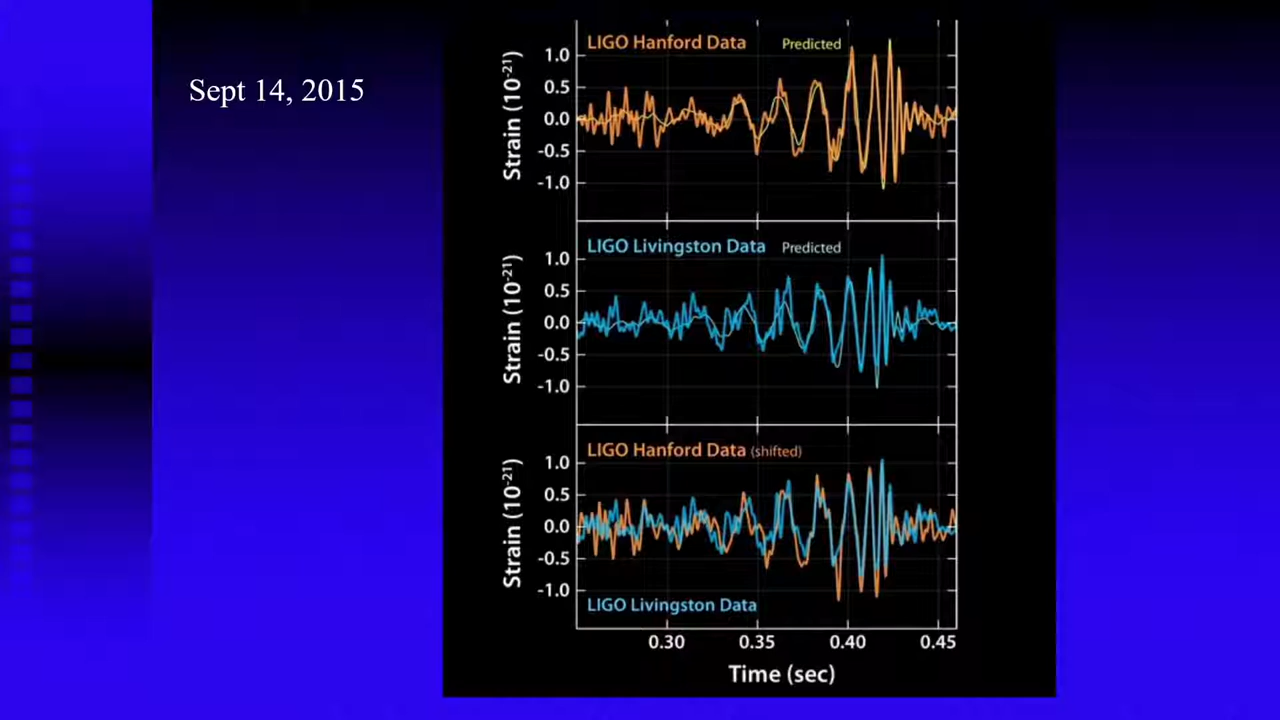 Sept 14, 2015
LIGO Hanford Data Predicted
1.0
0.5
0.0
-0.5
-1.0
Strain (10⁻²¹)
LIGO Livingston Data Predicted
1.0
0.5
0.0
-0.5
-1.0
Strain (10⁻²¹)
LIGO Hanford Data (shifted)
1.0
0.5
0.0
-0.5
-1.0
Strain (10⁻²¹)
LIGO Livingston Data
0.30 0.35 0.40 0.45
Time (sec)